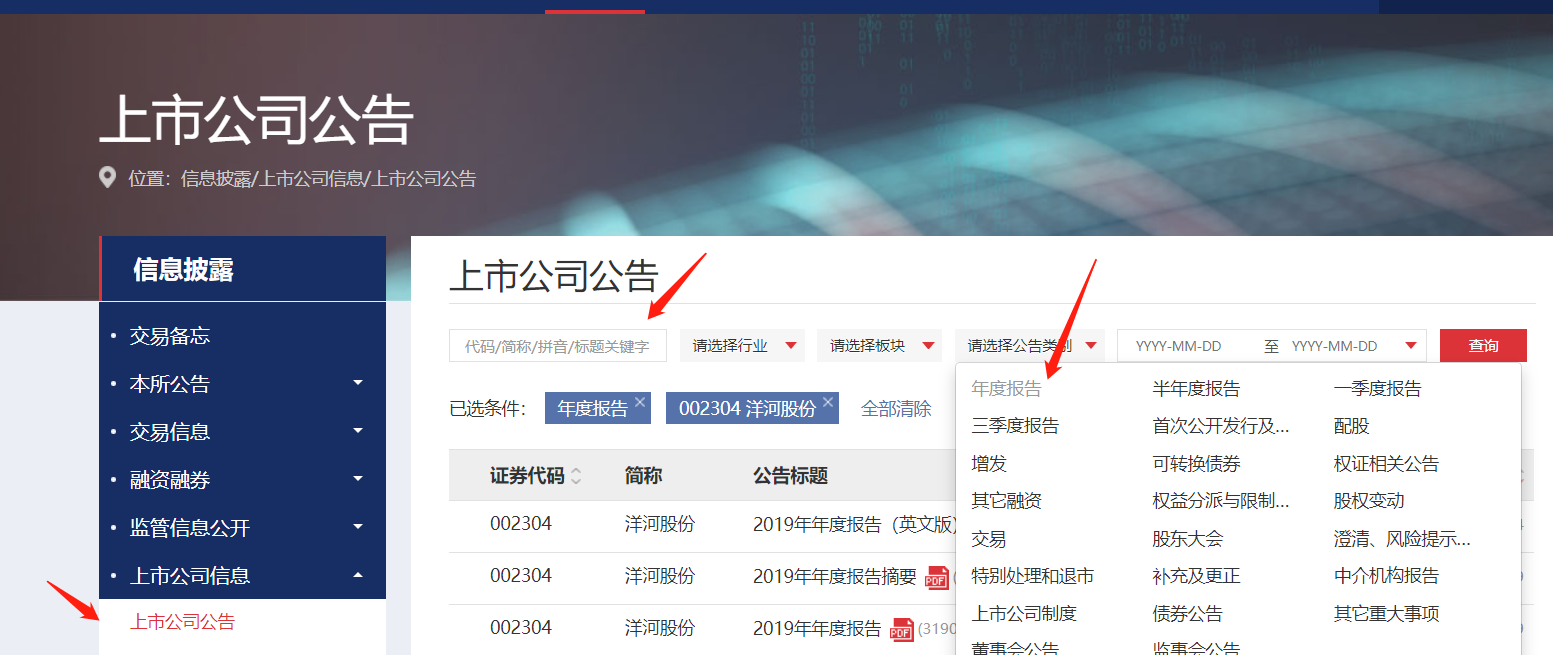 上市公司公告
位置：信息披露/上市公司信息/上市公司公告
信息披露
交易备忘
本所公告
交易信息
融资融券
监管信息公开
上市公司信息
上市公司公告
上市公司公告
代码/简称/拼音/标题关键字 请选择行业 请选择板块 请选择公告类别 YYYY-MM-DD 至 YYYY-MM-DD 查询
已选条件： 年度报告 × 002304 洋河股份 × 全部清除
证券代码 简称 公告标题
002304 洋河股份 2019年年度报告（英文版）
002304 洋河股份 2019年年度报告摘要 PDF
002304 洋河股份 2019年年度报告 PDF (3190
年度报告 半年度报告 一季度报告
三季度报告 首次公开发行及... 配股
增发 可转换债券 权证相关公告
其它融资 权益分派与限制... 股权变动
交易 股东大会 澄清、风险提示...
特别处理和退市 补充及更正 中介机构报告
上市公司制度 债券公告 其它重大事项
董事会公告 监事会公告